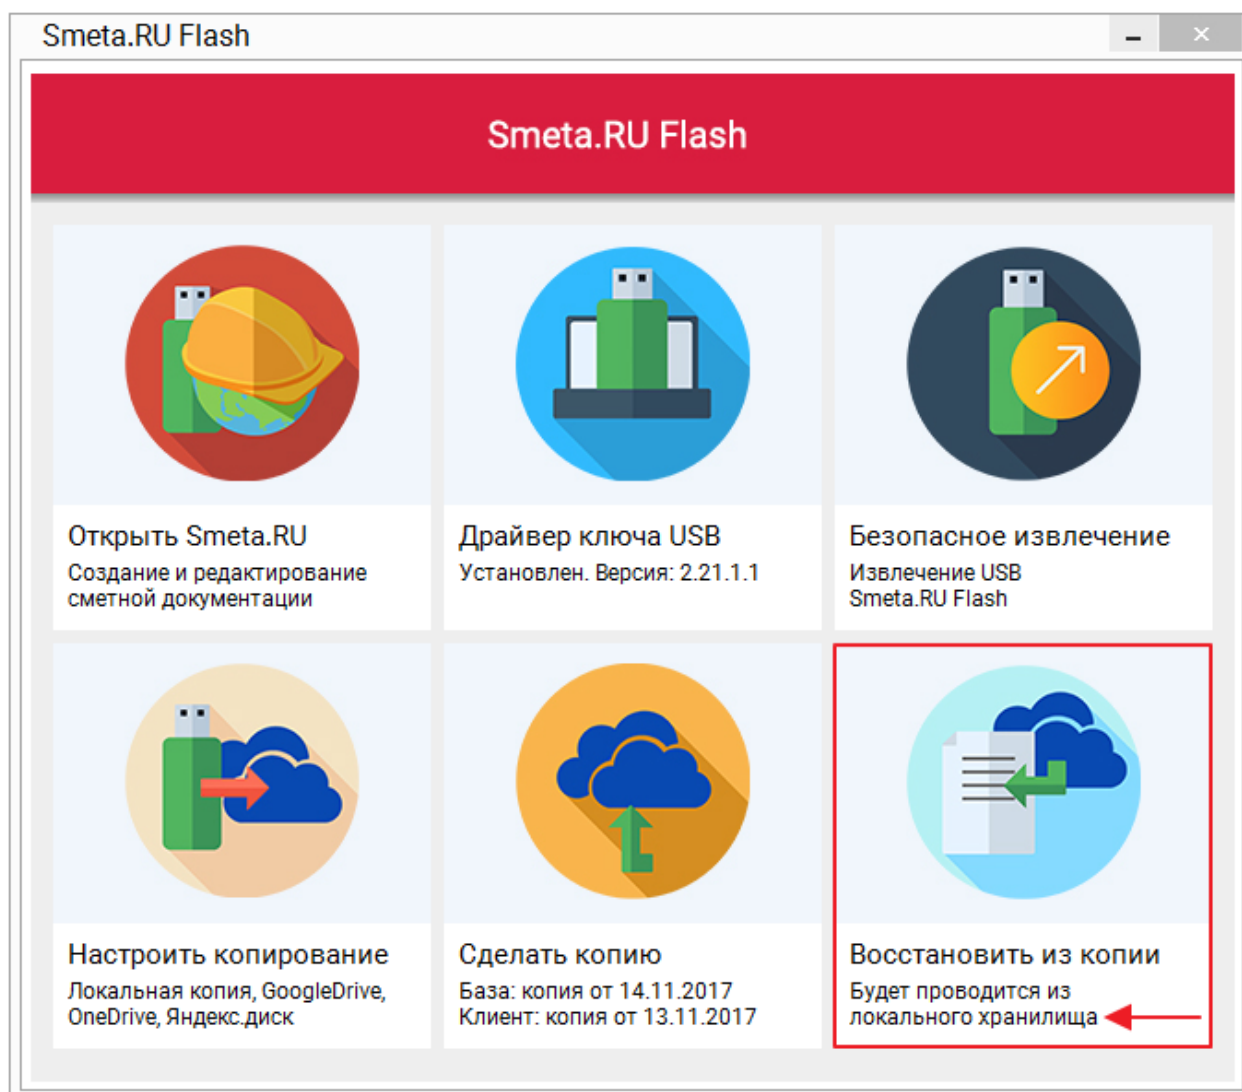 Smeta.RU Flash
Smeta.RU Flash
Открыть Smeta.RU
Создание и редактирование
сметной документации
Драйвер ключа USB
Установлен. Версия: 2.21.1.1
Безопасное извлечение
Извлечение USB
Smeta.RU Flash
Настроить копирование
Локальная копия, GoogleDrive,
OneDrive, Яндекс.диск
Сделать копию
База: копия от 14.11.2017
Клиент: копия от 13.11.2017
Восстановить из копии
Будет проводится из
локального хранилища